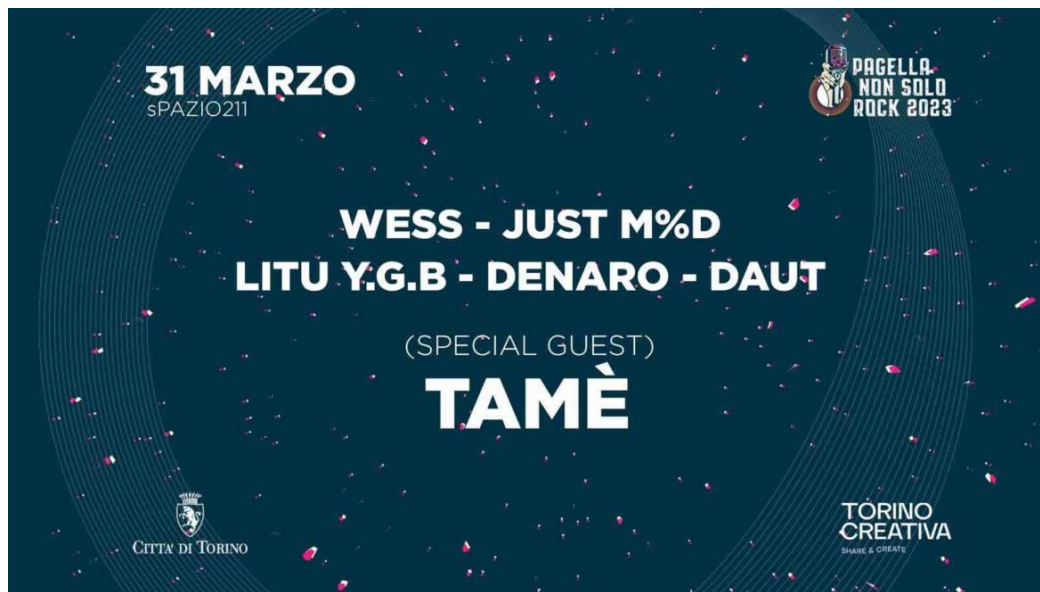 31 MARZO
sPAZIO211
PAGELLA
NON SOLO
ROCK 2023
WESS - JUST M%D
LITU Y.G.B - DENARO - DAUT
(SPECIAL GUEST)
TAMÈ
CITTA' DI TORINO
TORINO
CREATIVA
SHARE & CREATE